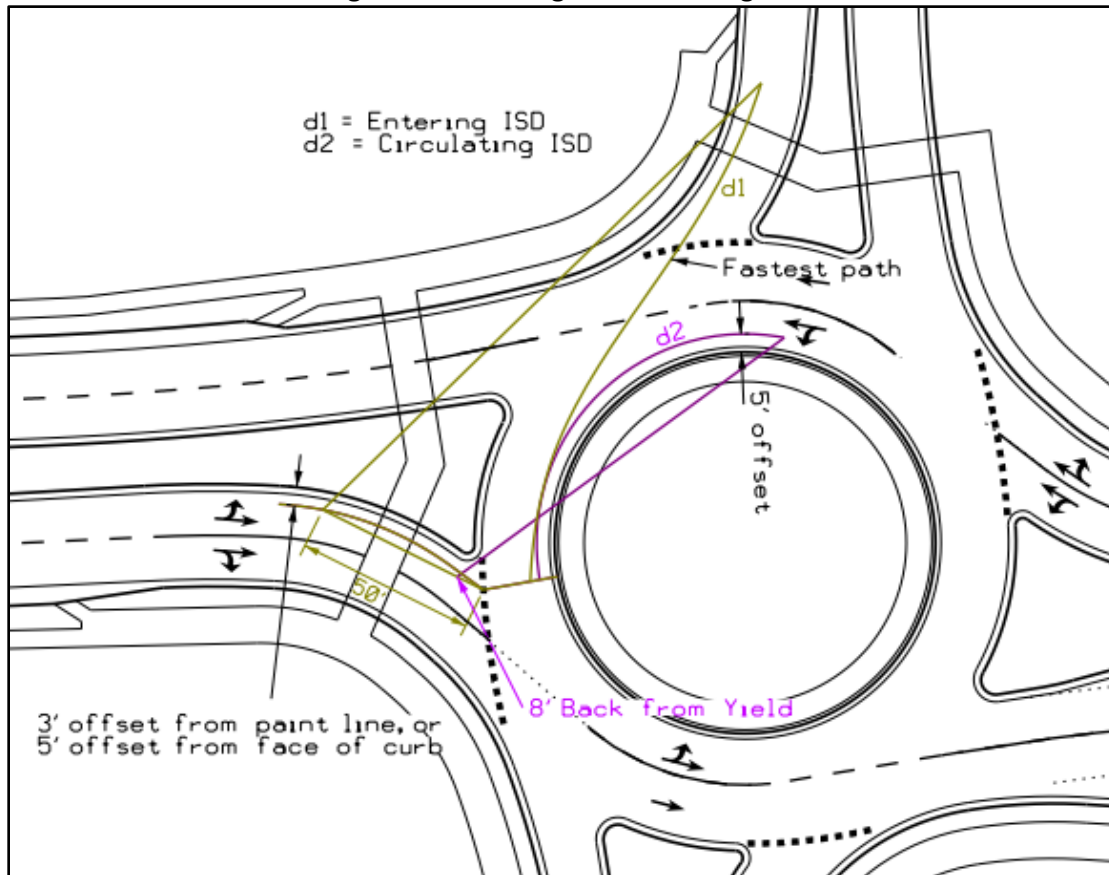 d1 = Entering ISD
d2 = Circulating ISD
d1
Fastest path
d2
5' offset
50'
8' Back from Yield
3' offset from paint line, or
5' offset from face of curb